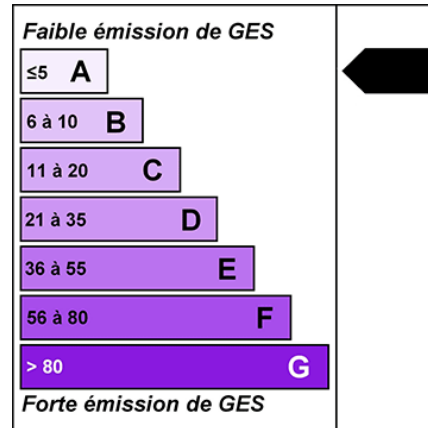 Faible émission de GES
≤5 A
6 à 10 B
11 à 20 C
21 à 35 D
36 à 55 E
56 à 80 F
> 80 G
Forte émission de GES